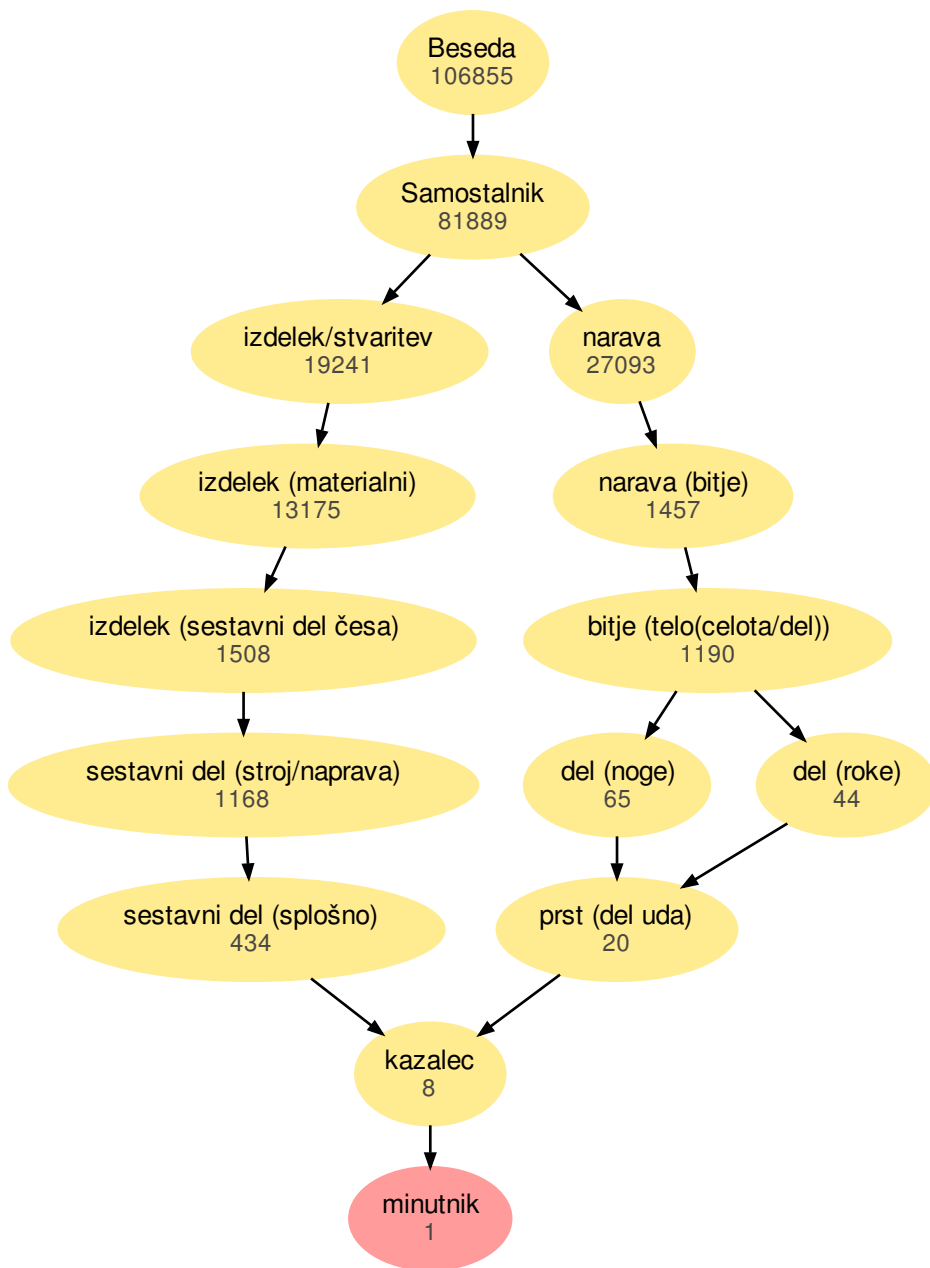 Beseda
106855
Samostalnik
81889
izdelek/stvaritev
19241
narava
27093
izdelek (materialni)
13175
narava (bitje)
1457
izdelek (sestavni del česa)
1508
bitje (telo(celota/del))
1190
sestavni del (stroj/naprava)
1168
del (noge)
65
del (roke)
44
sestavni del (splošno)
434
prst (del uda)
20
kazalec
8
minutnik
1